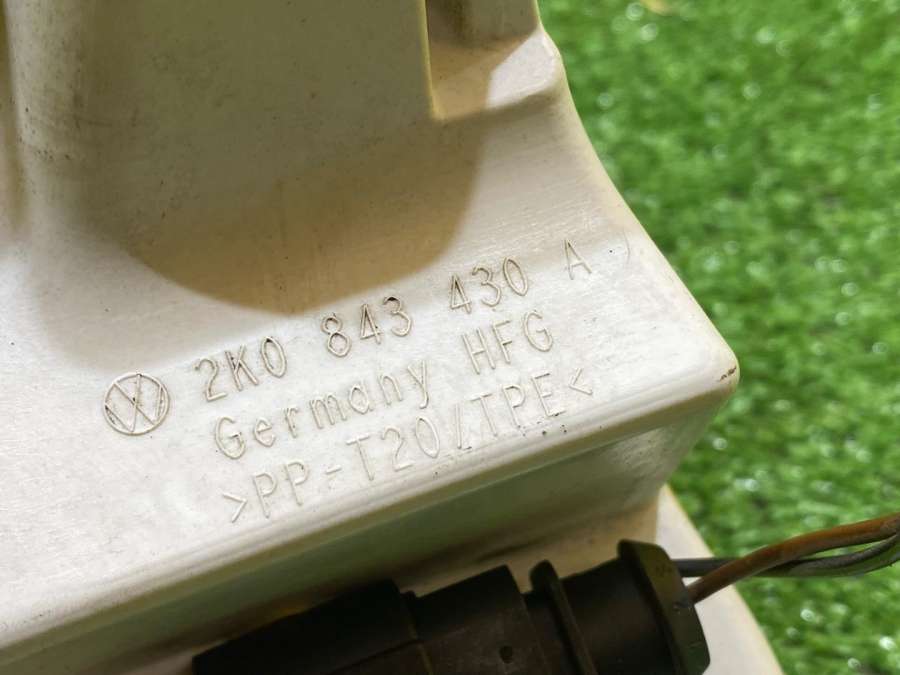 2K0 843 430 A
Germany HFG
>PP-T20/TPE<